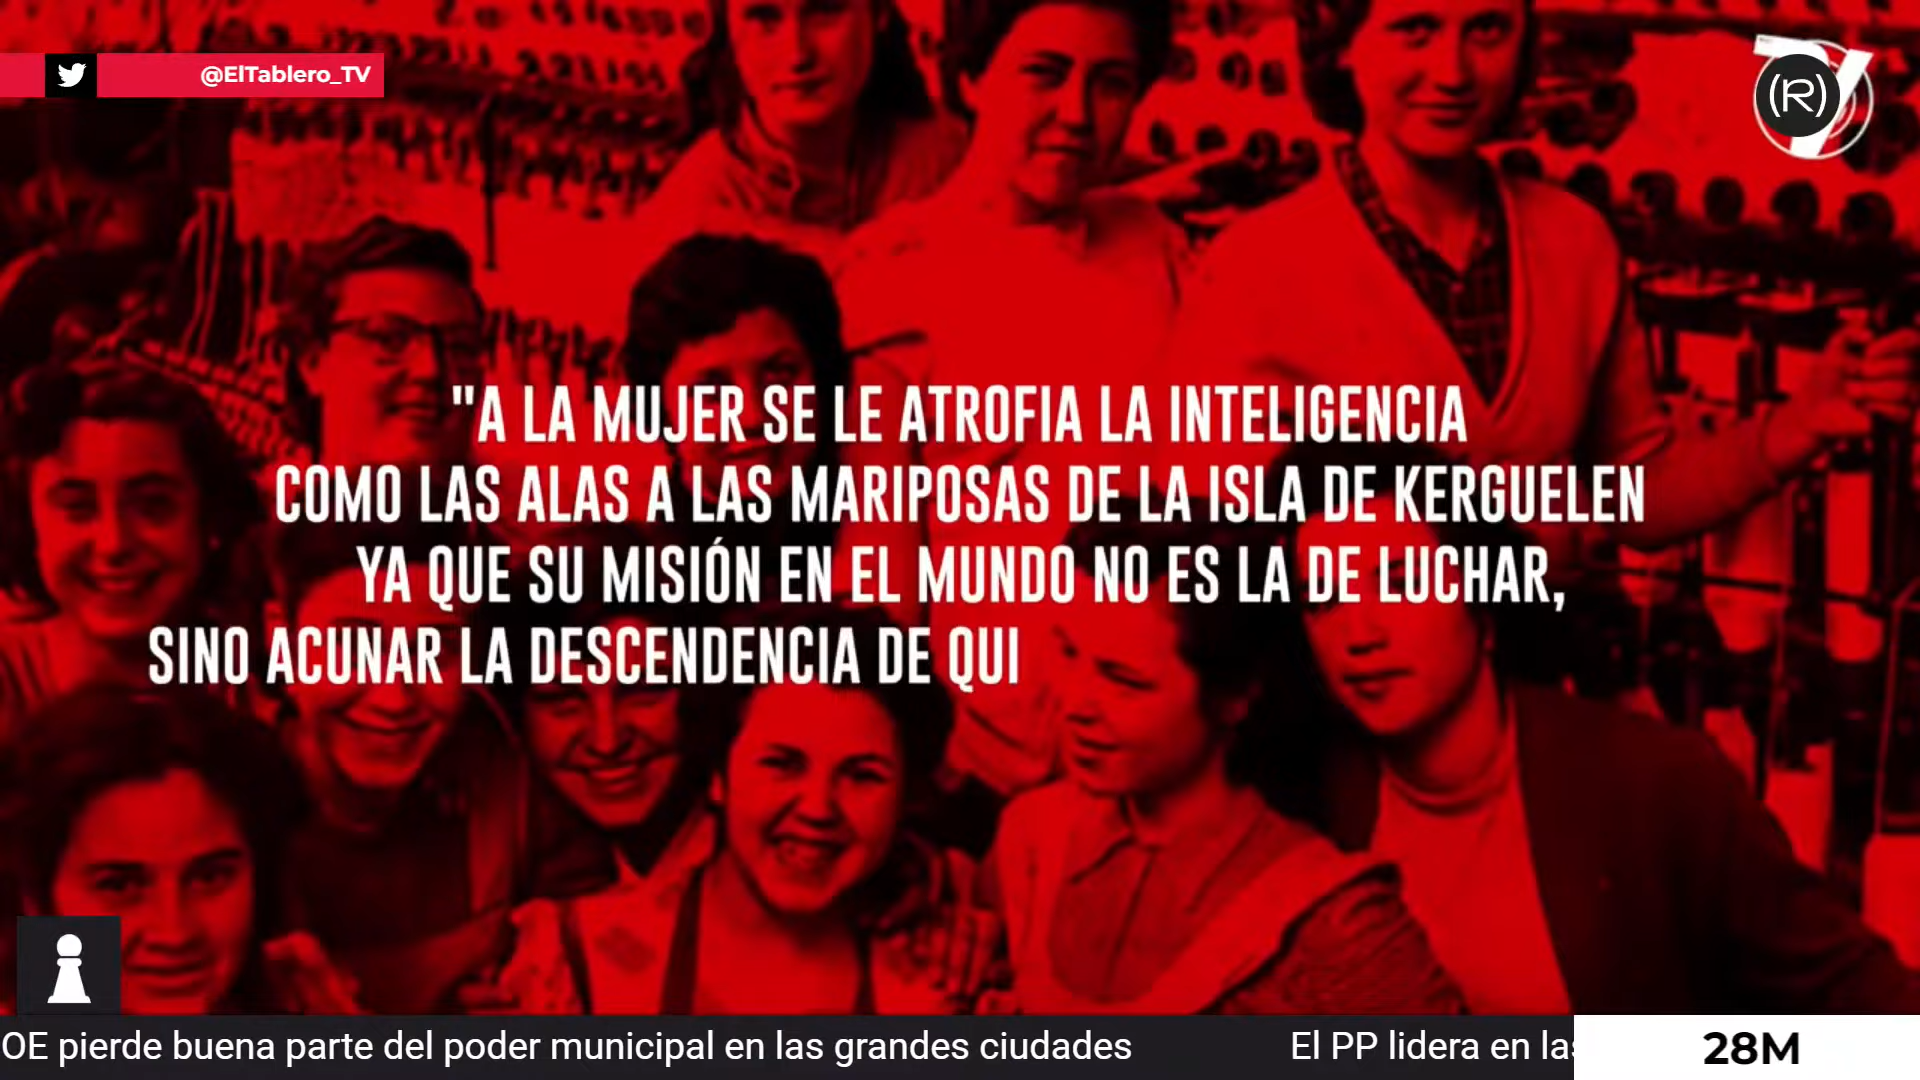 @ElTablero_TV
(R)
"A LA MUJER SE LE ATROFIA LA INTELIGENCIA
COMO LAS ALAS A LAS MARIPOSAS DE LA ISLA DE KERGUELEN
YA QUE SU MISIÓN EN EL MUNDO NO ES LA DE LUCHAR,
SINO ACUNAR LA DESCENDENCIA DE QUI
OE pierde buena parte del poder municipal en las grandes ciudades
El PP lidera en las
28M